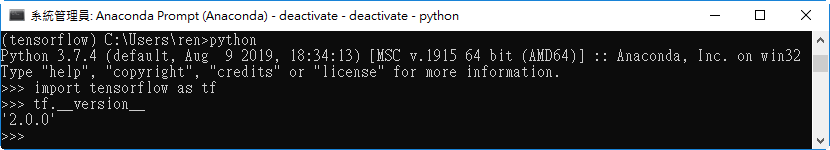 系統管理員: Anaconda Prompt (Anaconda) - deactivate - deactivate - python
(tensorflow) C:\Users\ren>python
Python 3.7.4 (default, Aug  9 2019, 18:34:13) [MSC v.1915 64 bit (AMD64)] :: Anaconda, Inc. on win32
Type "help", "copyright", "credits" or "license" for more information.
>>> import tensorflow as tf
>>> tf.__version__
'2.0.0'
>>>